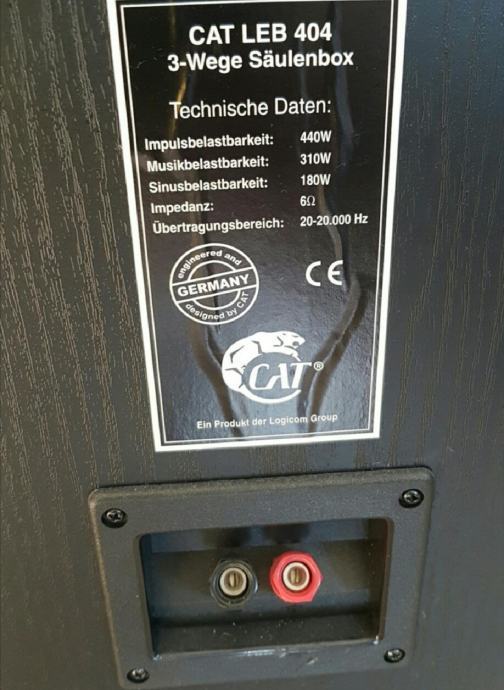 CAT LEB 404
3-Wege Säulenbox
Technische Daten:
Impulsbelastbarkeit: 440W
Musikbelastbarkeit: 310W
Sinusbelastbarkeit: 180W
Impedanz: 6Ω
Übertragungsbereich: 20-20.000 Hz
engineered and
GERMANY
designed by CAT
CE
CAT®
Ein Produkt der Logicom Group